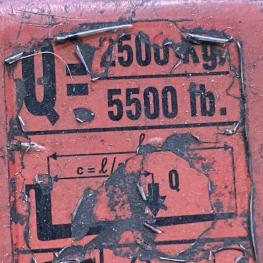 Q = 2500 kg.
5500 lb.
ℓ
c = ℓ/
Q